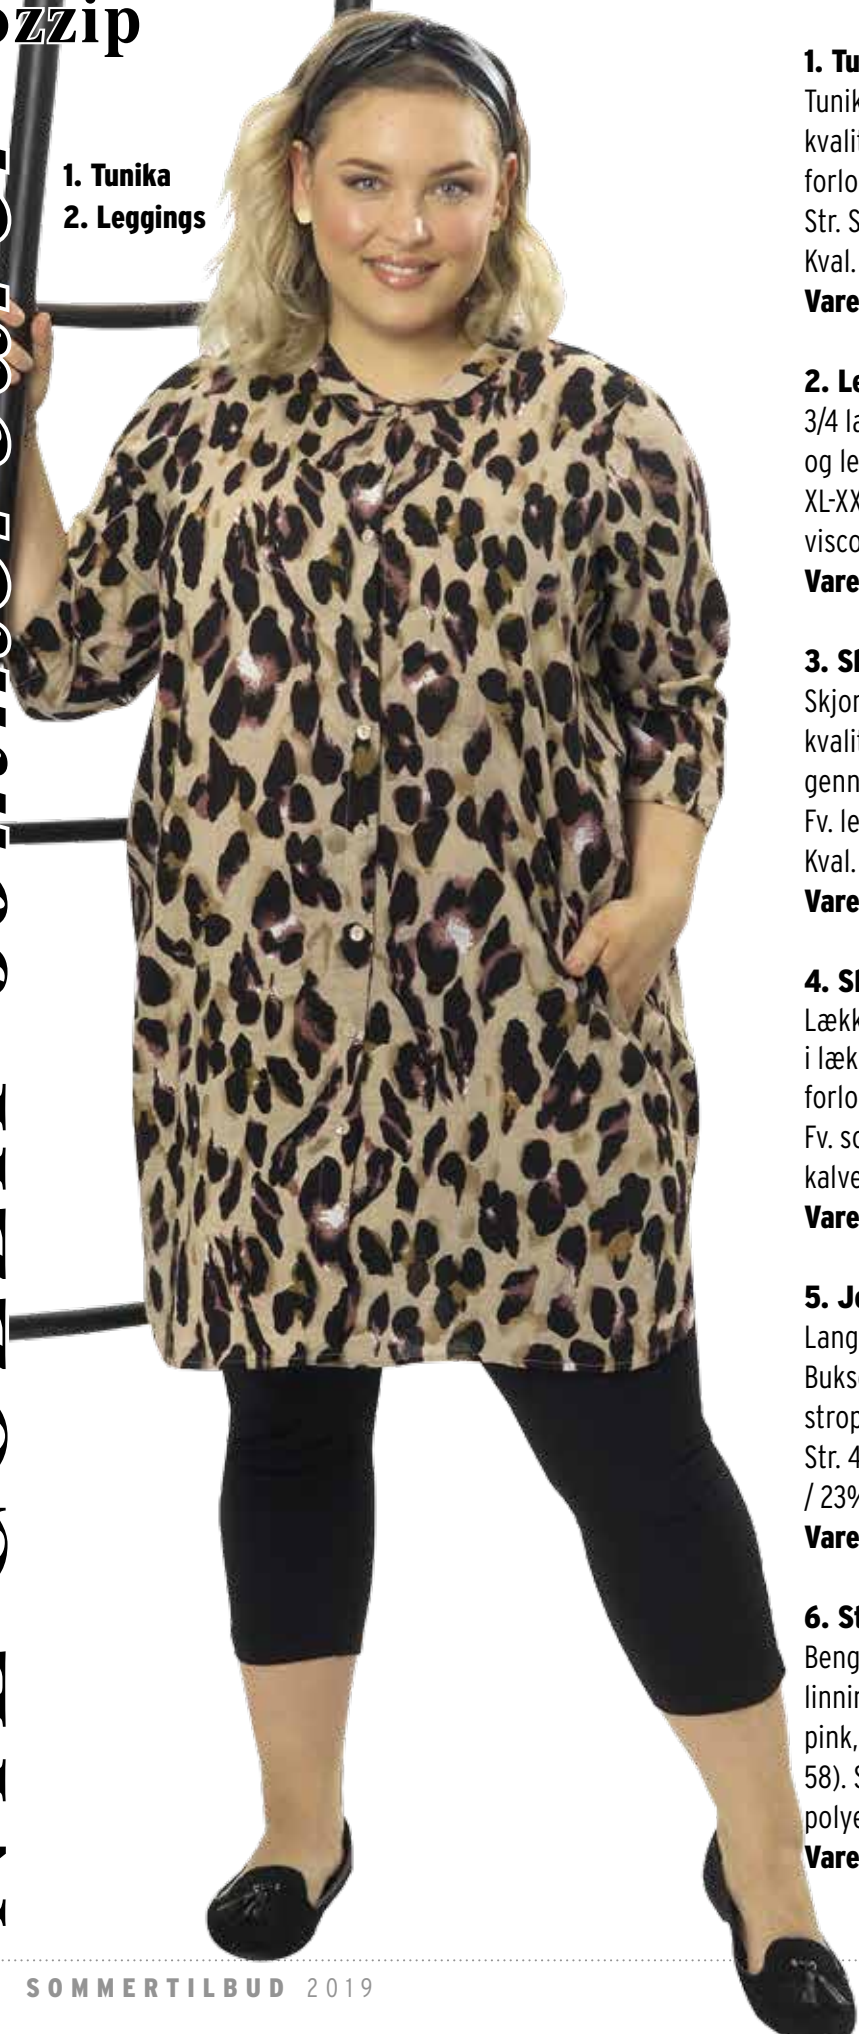 ozzip
1. Tunika
2. Leggings
1. Tu
Tunik
kvalit
forlo
Str. S
Kval.
Vare
2. Le
3/4 la
og le
XL-XX
visco
Vare
3. Sk
Skjor
kvalit
genn
Fv. le
Kval.
Vare
4. Sk
Lækk
i læk
forlo
Fv. so
kalve
Vare
5. Je
Lang
Bukse
strop
Str. 4
/ 23%
Vare
6. St
Beng
linnin
pink,
58). S
polye
Vare
SOMMERTILBUD 2019